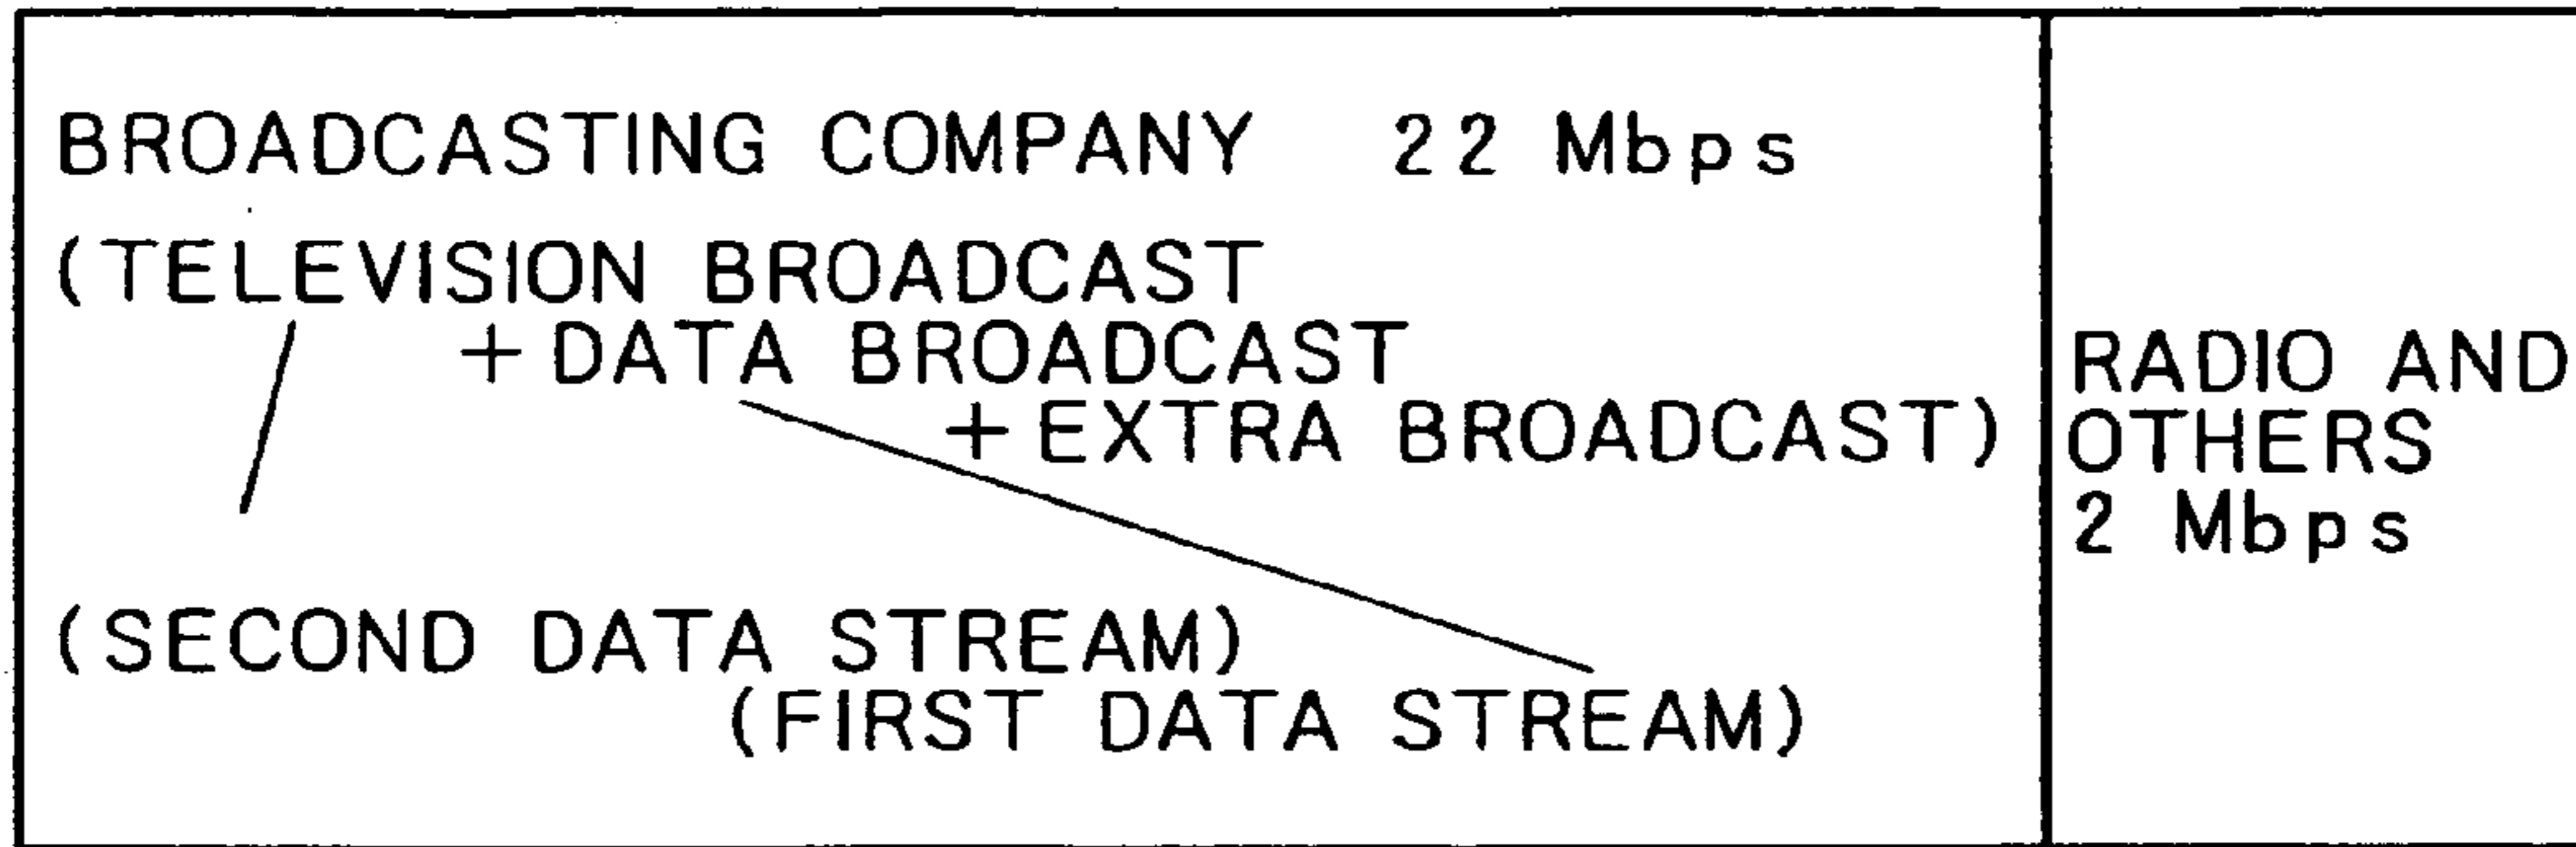 BROADCASTING COMPANY 22 Mbps
(TELEVISION BROADCAST
+ DATA BROADCAST
+ EXTRA BROADCAST)
(SECOND DATA STREAM)
(FIRST DATA STREAM)
RADIO AND
OTHERS
2 Mbps